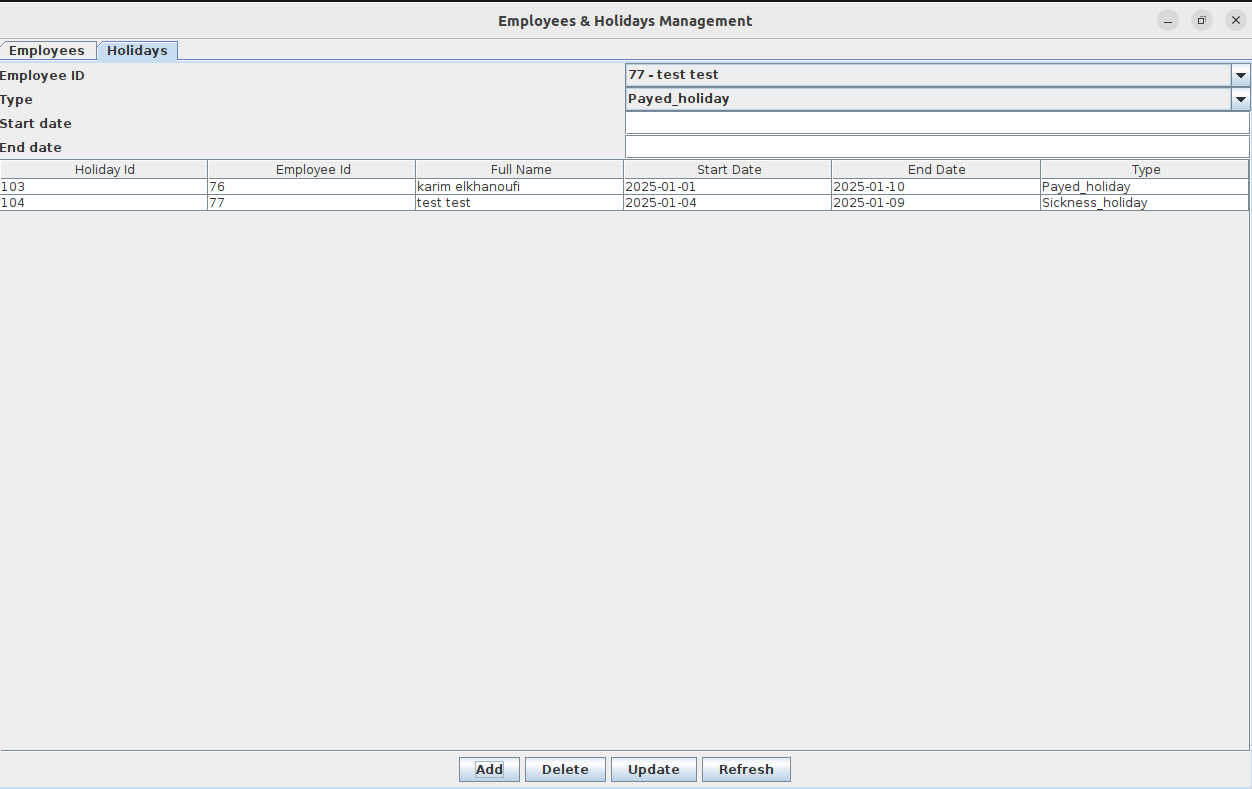 Employees & Holidays Management
Employees Holidays
Employee ID 77 - test test
Type Payed_holiday
Start date
End date
Holiday Id Employee Id Full Name Start Date End Date Type
103 76 karim elkhanoufi 2025-01-01 2025-01-10 Payed_holiday
104 77 test test 2025-01-04 2025-01-09 Sickness_holiday
Add Delete Update Refresh